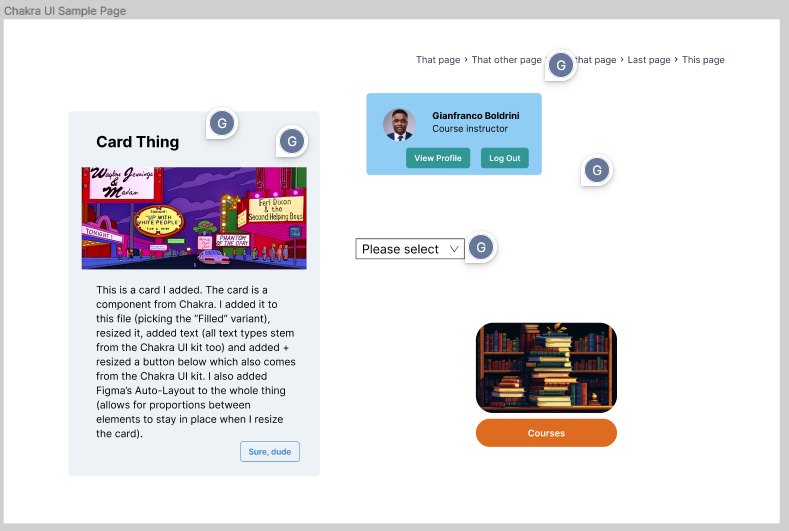 Chakra UI Sample Page
That page > That other page
that page > Last page > This page
G
G
G
Card Thing
Gianfranco Boldrini
Course instructor
View Profile
Log Out
G
Waylon Jennings
&
Madam
TONIGHT:
"UP WITH
WHITE PEOPLE"
TONIGHT
PHANTOM
OF THE OPRY
Ferl Dixon
& the
Second Helping Boys
Please select
G
This is a card I added. The card is a
component from Chakra. I added it to
this file (picking the “Filled” variant),
resized it, added text (all text types stem
from the Chakra UI kit too) and added +
resized a button below which also comes
from the Chakra UI kit. I also added
Figma’s Auto-Layout to the whole thing
(allows for proportions between
elements to stay in place when I resize
the card).
Sure, dude
Courses